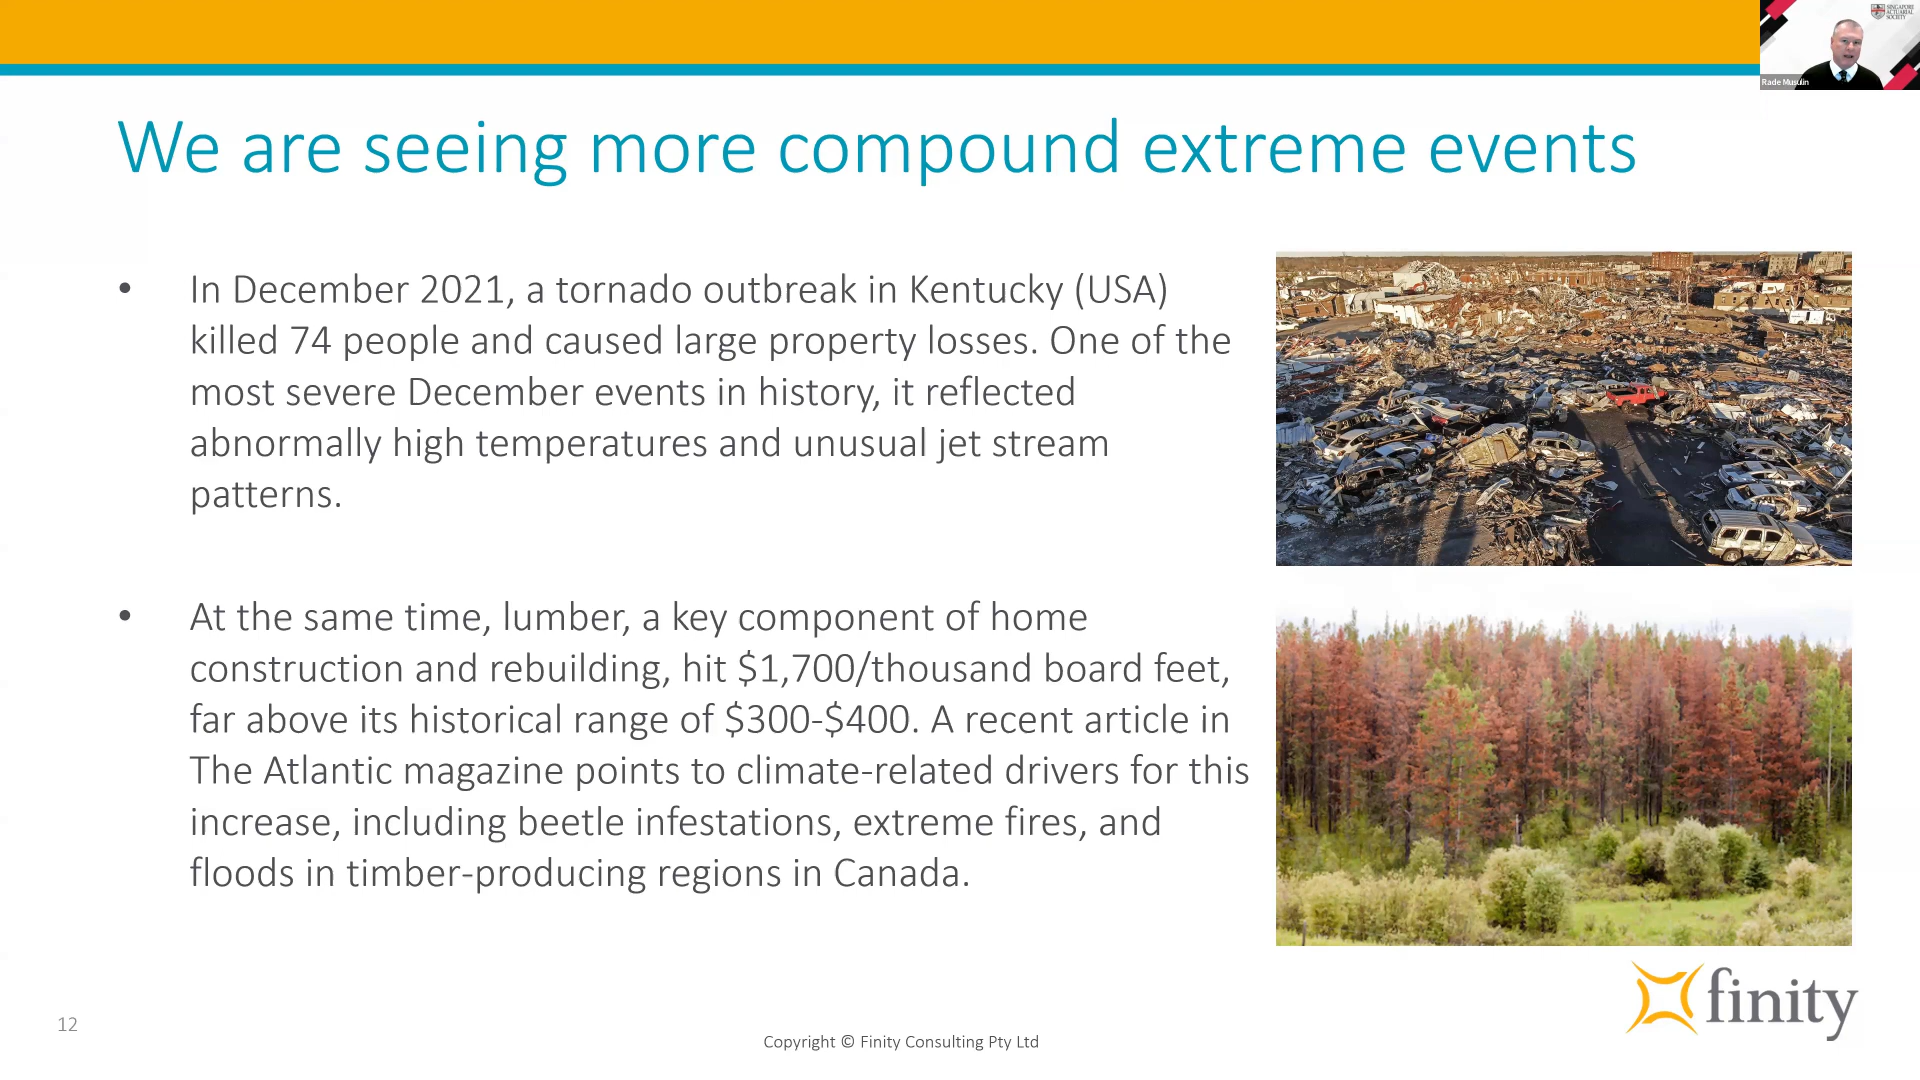 SINGAPORE
ACTUARIAL
SOCIETY
Rade Musulin
We are seeing more compound extreme events
• In December 2021, a tornado outbreak in Kentucky (USA)
killed 74 people and caused large property losses. One of the
most severe December events in history, it reflected
abnormally high temperatures and unusual jet stream
patterns.
• At the same time, lumber, a key component of home
construction and rebuilding, hit $1,700/thousand board feet,
far above its historical range of $300-$400. A recent article in
The Atlantic magazine points to climate-related drivers for this
increase, including beetle infestations, extreme fires, and
floods in timber-producing regions in Canada.
finity
12
Copyright © Finity Consulting Pty Ltd